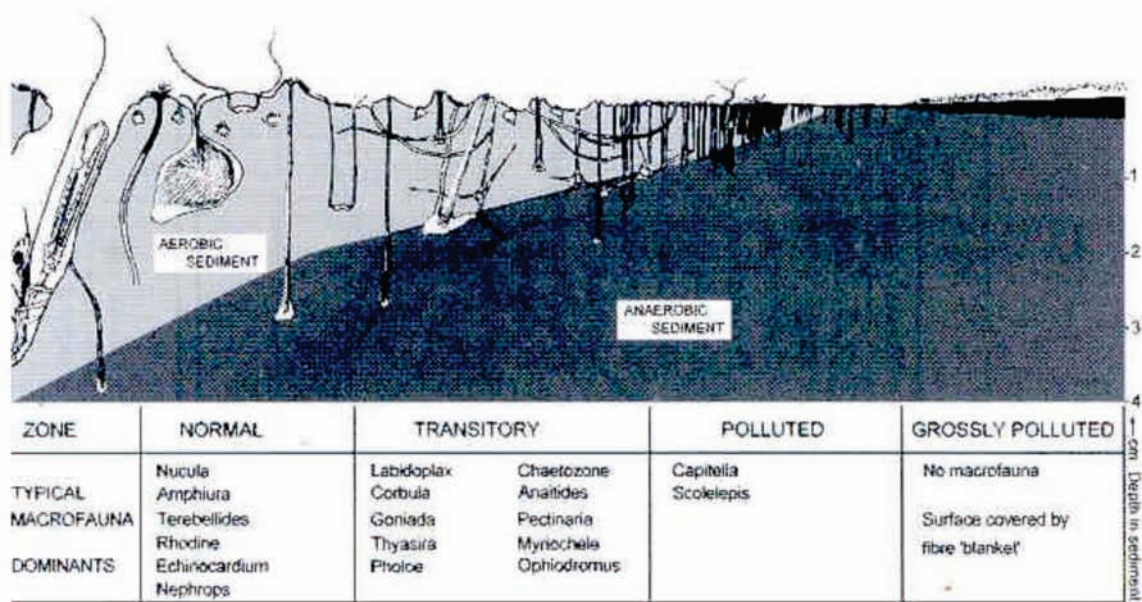 AEROBIC
SEDIMENT
ANAEROBIC
SEDIMENT
-1
-2
-3
-4
←cm Depth in sediment
ZONE NORMAL TRANSITORY POLLUTED GROSSLY POLLUTED
Nucula Labidoplax Chaetozone Capitella No macrofauna
TYPICAL Amphiura Corbula Anaitides Scolelepis
MACROFAUNA Terebellides Goniada Pectinaria Surface covered by
Rhodine Thyasira Myriochele fibre 'blanket'
DOMINANTS Echinocardium Pholoe Ophiodromus
Nephrops